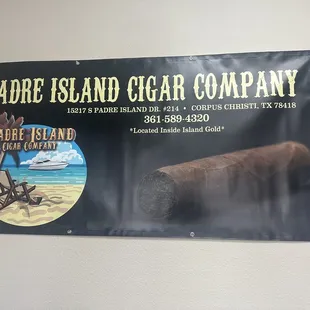 ADRE ISLAND CIGAR COMPANY
15217 S PADRE ISLAND DR. #214 • CORPUS CHRISTI, TX 78418
361-589-4320
*Located Inside Island Gold*
PADRE ISLAND
CIGAR COMPANY